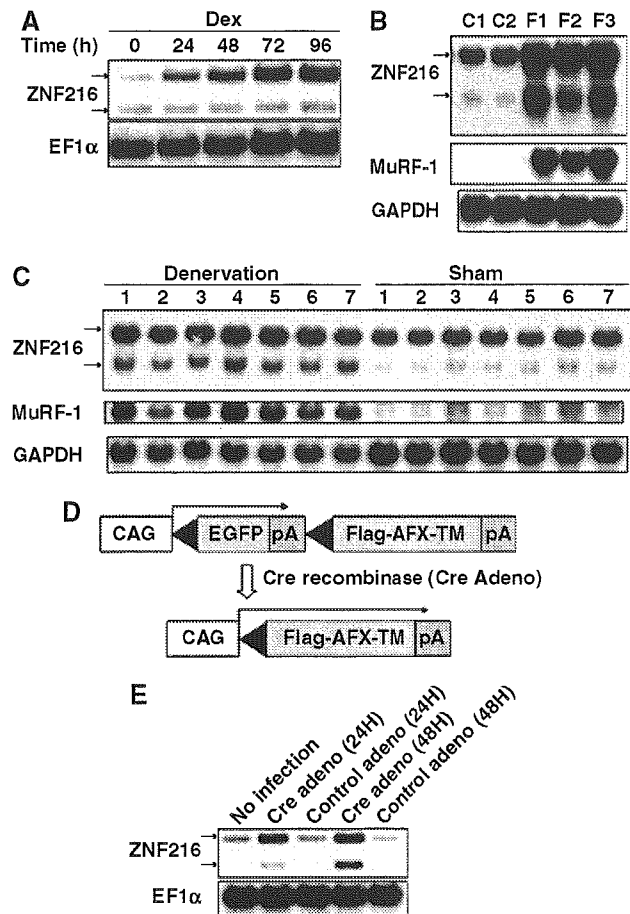 A
Dex
Time (h) 0 24 48 72 96
ZNF216
EF1α
B
C1 C2 F1 F2 F3
ZNF216
MuRF-1
GAPDH
C
Denervation Sham
1 2 3 4 5 6 7 1 2 3 4 5 6 7
ZNF216
MuRF-1
GAPDH
D
CAG EGFP pA Flag-AFX-TM pA
Cre recombinase (Cre Adeno)
CAG Flag-AFX-TM pA
E
No infection
Cre adeno (24H)
Control adeno (24H)
Cre adeno (48H)
Control adeno (48H)
ZNF216
EF1α